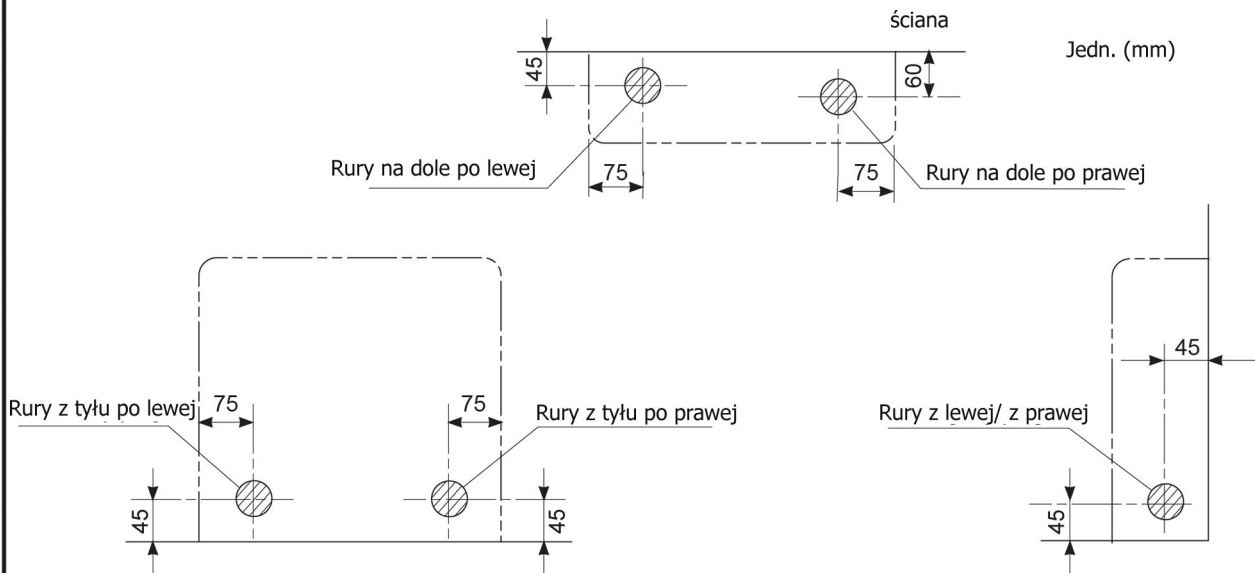 ściana
Jedn. (mm)
45
60
Rury na dole po lewej
75
75
Rury na dole po prawej
45
Rury z tyłu po lewej
75
75
Rury z tyłu po prawej
Rury z lewej/ z prawej
45
45
45